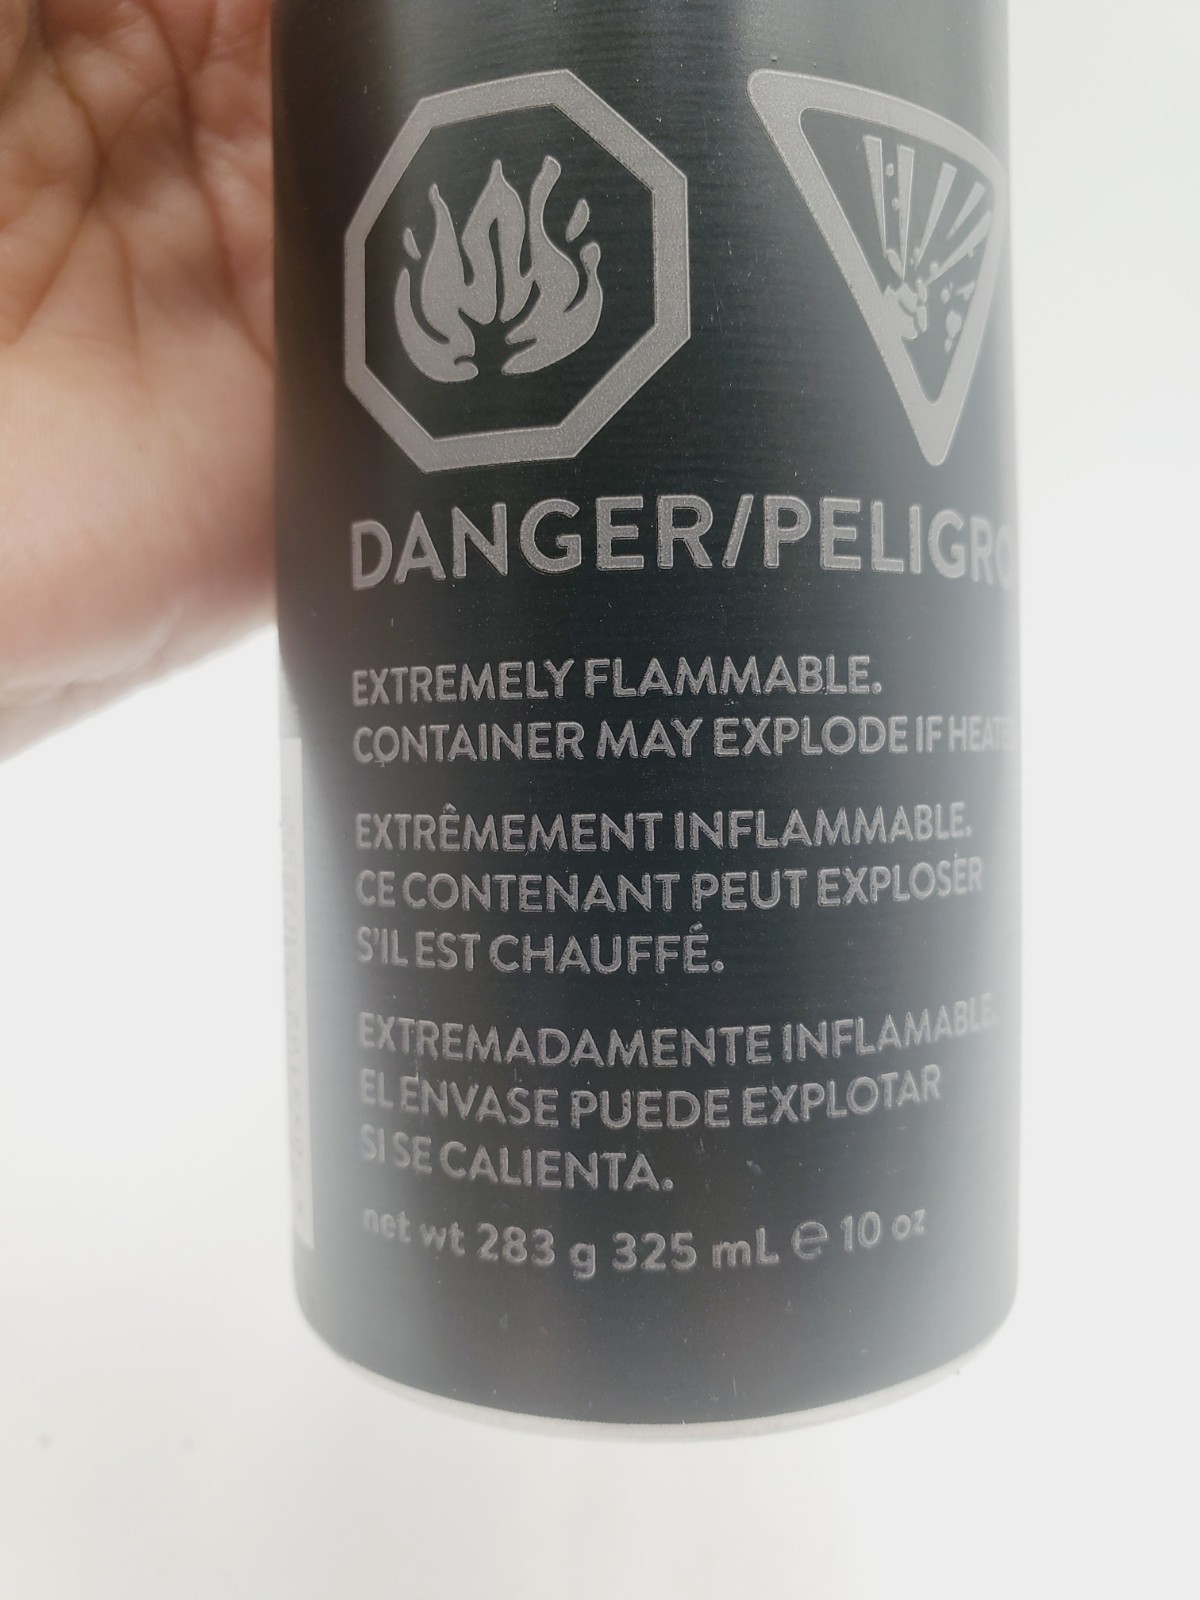 DANGER/PELIGRO
EXTREMELY FLAMMABLE.
CONTAINER MAY EXPLODE IF HEATED
EXTRÊMEMENT INFLAMMABLE.
CE CONTENANT PEUT EXPLOSER
S'IL EST CHAUFFÉ.
EXTREMADAMENTE INFLAMABLE.
EL ENVASE PUEDE EXPLOTAR
SI SE CALIENTA.
net wt 283 g 325 mL ℮ 10 oz